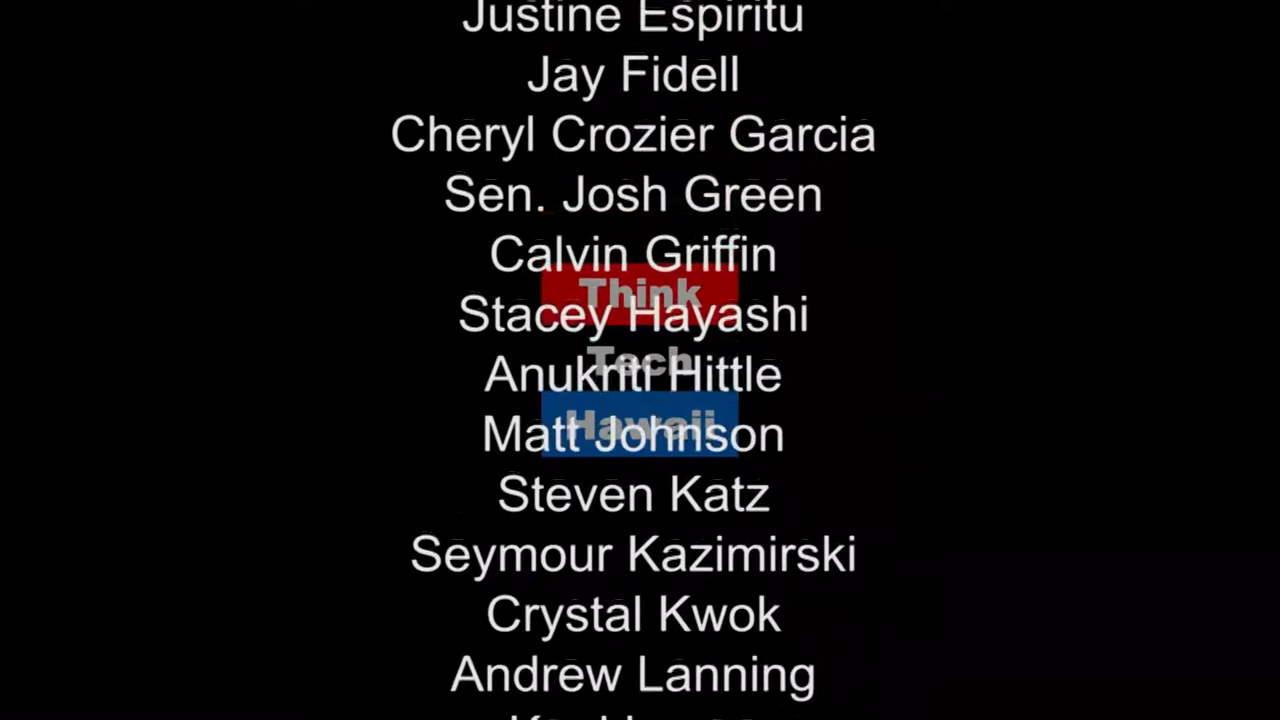 Justine Espiritu
Jay Fidell
Cheryl Crozier Garcia
Sen. Josh Green
Calvin Griffin
Think
Stacey Hayashi
Tech
Anukriti Hittle
Hawaii
Matt Johnson
Steven Katz
Seymour Kazimirski
Crystal Kwok
Andrew Lanning